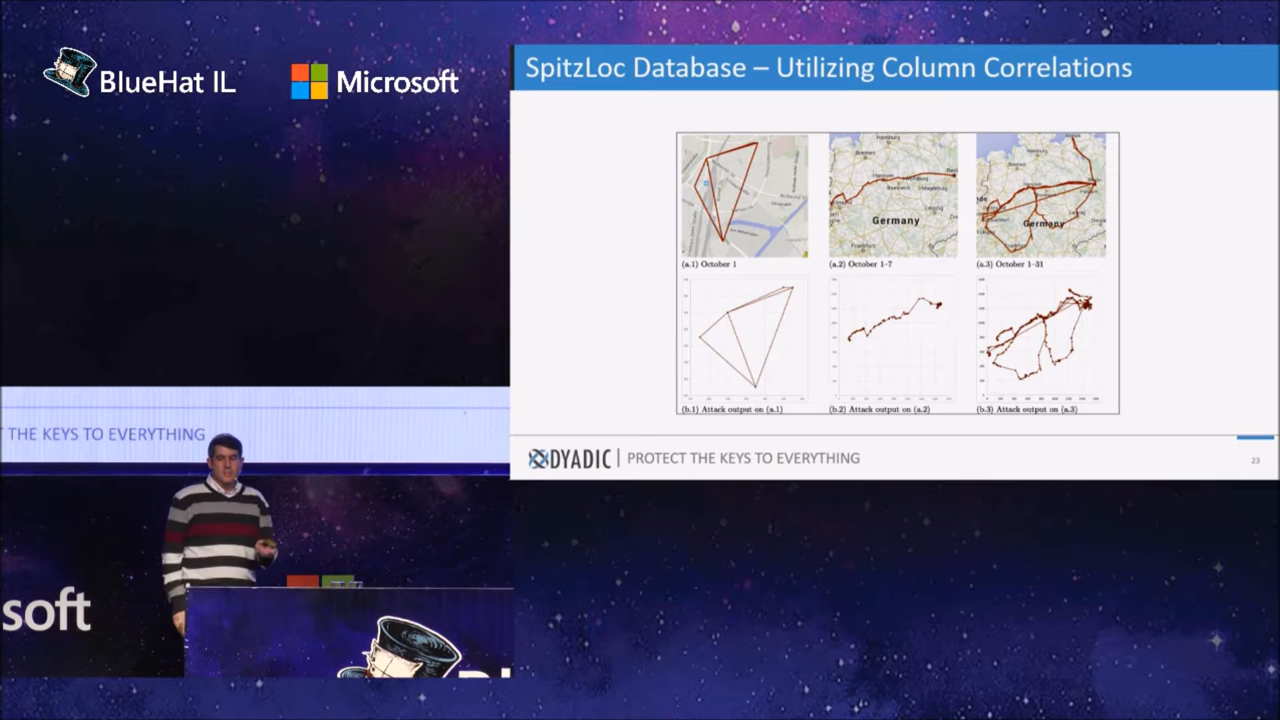 BlueHat IL
Microsoft
SpitzLoc Database – Utilizing Column Correlations
Germany
Germany
(a.1) October 1
(a.2) October 1-7
(a.3) October 1-31
(b.1) Attack output on (a.1)
(b.2) Attack output on (a.2)
(b.3) Attack output on (a.3)
DYADIC
PROTECT THE KEYS TO EVERYTHING
23
THE KEYS TO EVERYTHING
soft